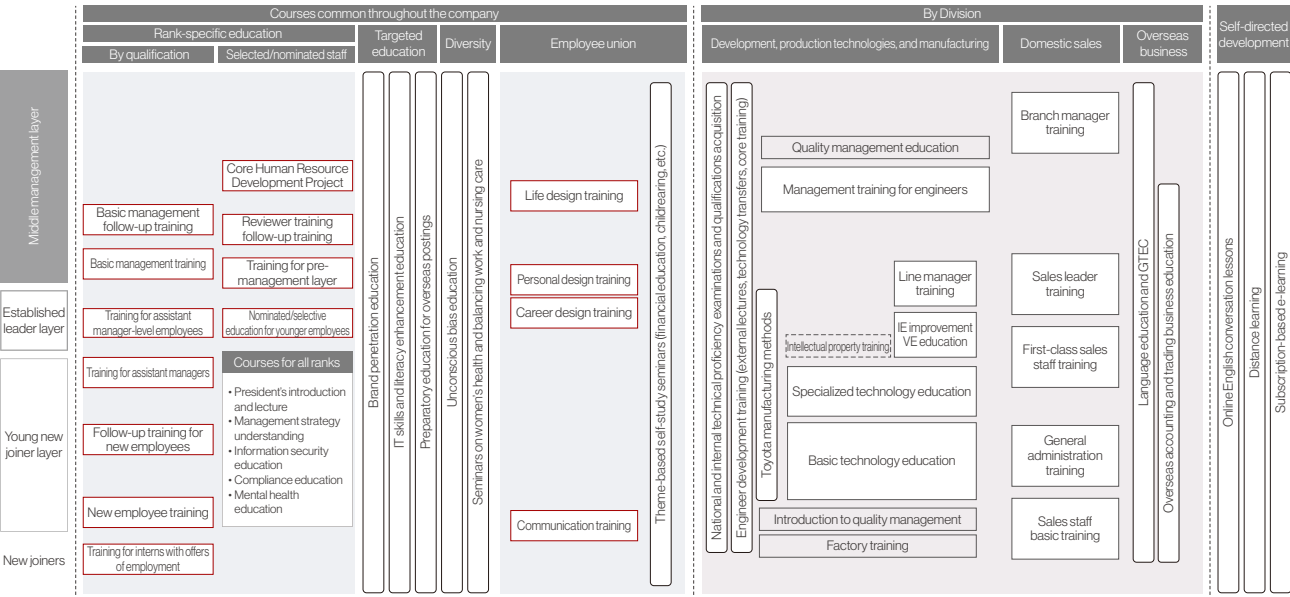 Courses common throughout the company
By Division
Self-directed
development
Rank-specific education
Targeted
education
Diversity
Employee union
Development, production technologies, and manufacturing
Domestic sales
Overseas
business
By qualification
Selected/nominated staff
Middle management layer
Established
leader layer
Young new
joiner layer
New joiners
Basic management
follow-up training
Basic management training
Training for assistant
manager-level employees
Training for assistant managers
Follow-up training for
new employees
New employee training
Training for interns with offers
of employment
Core Human Resource
Development Project
Reviewer training
follow-up training
Training for pre-
management layer
Nominated/selective
education for younger employees
Courses for all ranks
• President's introduction
and lecture
• Management strategy
understanding
• Information security
education
• Compliance education
• Mental health
education
Brand penetration education
IT skills and literacy enhancement education
Preparatory education for overseas postings
Unconscious bias education
Seminars on women's health and balancing work and nursing care
Life design training
Personal design training
Career design training
Communication training
Theme-based self-study seminars (financial education, childrearing, etc.)
National and internal technical proficiency examinations and qualifications acquisition
Engineer development training (external lectures, technology transfers, core training)
Toyota manufacturing methods
Quality management education
Management training for engineers
Line manager
training
IE improvement
VE education
Intellectual property training
Specialized technology education
Basic technology education
Introduction to quality management
Factory training
Branch manager
training
Sales leader
training
First-class sales
staff training
General
administration
training
Sales staff
basic training
Language education and GTEC
Overseas accounting and trading business education
Online English conversation lessons
Distance learning
Subscription-based e-learning